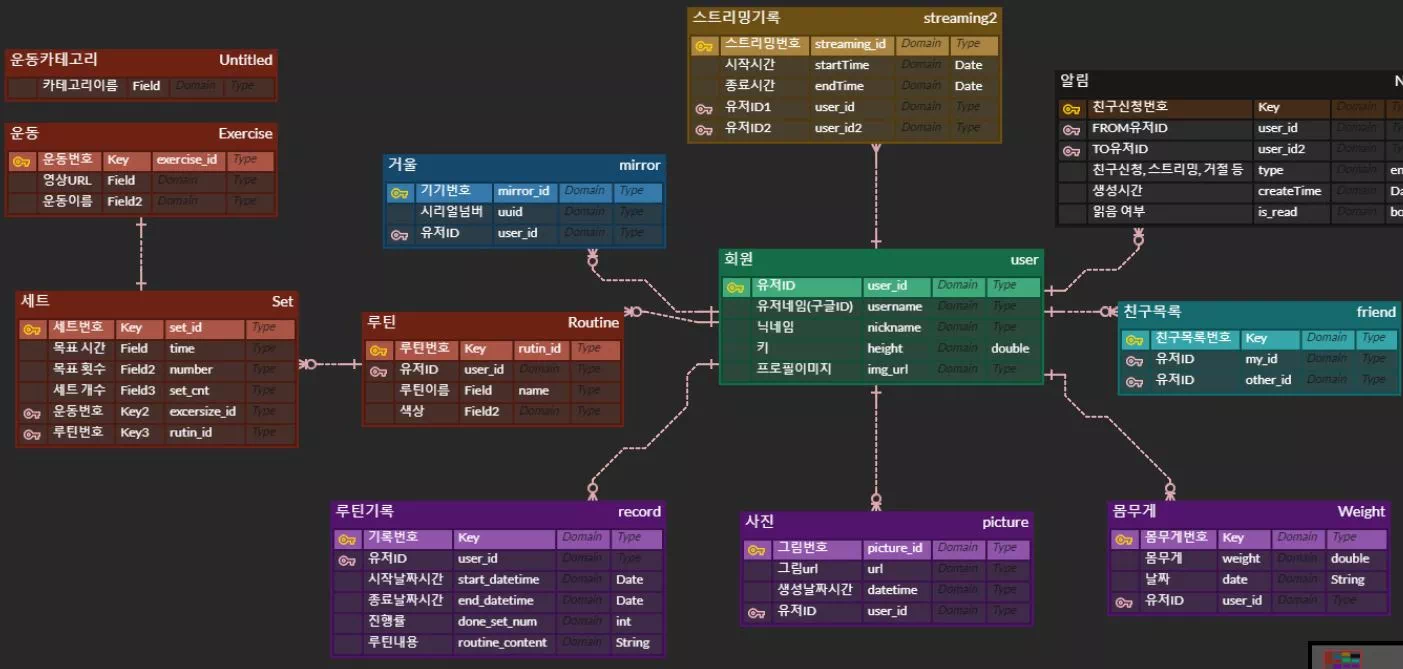 스트리밍기록 streaming2
스트리밍번호 streaming_id Domain Type
시작시간 startTime Domain Date
종료시간 endTime Domain Date
유저ID1 user_id Domain Type
유저ID2 user_id2 Domain Type
운동카테고리 Untitled
카테고리이름 Field Domain Type
운동 Exercise
운동번호 Key exercise_id Type
영상URL Field Domain Type
운동이름 Field2 Domain Type
거울 mirror
기기번호 mirror_id Domain Type
시리얼넘버 uuid Domain Type
유저ID user_id Domain Type
알림 N
친구신청번호 Key Domain Ty
FROM유저ID user_id Domain Ty
TO유저ID user_id2 Domain Ty
친구신청, 스트리밍, 거절 등 type Domain en
생성시간 createTime Domain Da
읽음 여부 is_read Domain bo
회원 user
유저ID user_id Domain Type
유저네임(구글ID) username Domain Type
닉네임 nickname Domain Type
키 height Domain double
프로필이미지 img_url Domain Type
세트 Set
세트번호 Key set_id Type
목표 시간 Field time Type
목표 횟수 Field2 number Type
세트 개수 Field3 set_cnt Type
운동번호 Key2 excersize_id Type
루틴번호 Key3 rutin_id Type
루틴 Routine
루틴번호 Key rutin_id Type
유저ID user_id Domain Type
루틴이름 Field name Type
색상 Field2 Domain Type
친구목록 friend
친구목록번호 Key Domain Type
유저ID my_id Domain Type
유저ID other_id Domain Type
루틴기록 record
기록번호 Key Domain Type
유저ID user_id Domain Type
시작날짜시간 start_datetime Domain Date
종료날짜시간 end_datetime Domain Date
진행률 done_set_num Domain int
루틴내용 routine_content Domain String
사진 picture
그림번호 picture_id Domain Type
그림url url Domain Type
생성날짜시간 datetime Domain Type
유저ID user_id Domain Type
몸무게 Weight
몸무게번호 Key Domain Type
몸무게 weight Domain double
날짜 date Domain String
유저ID user_id Domain Type